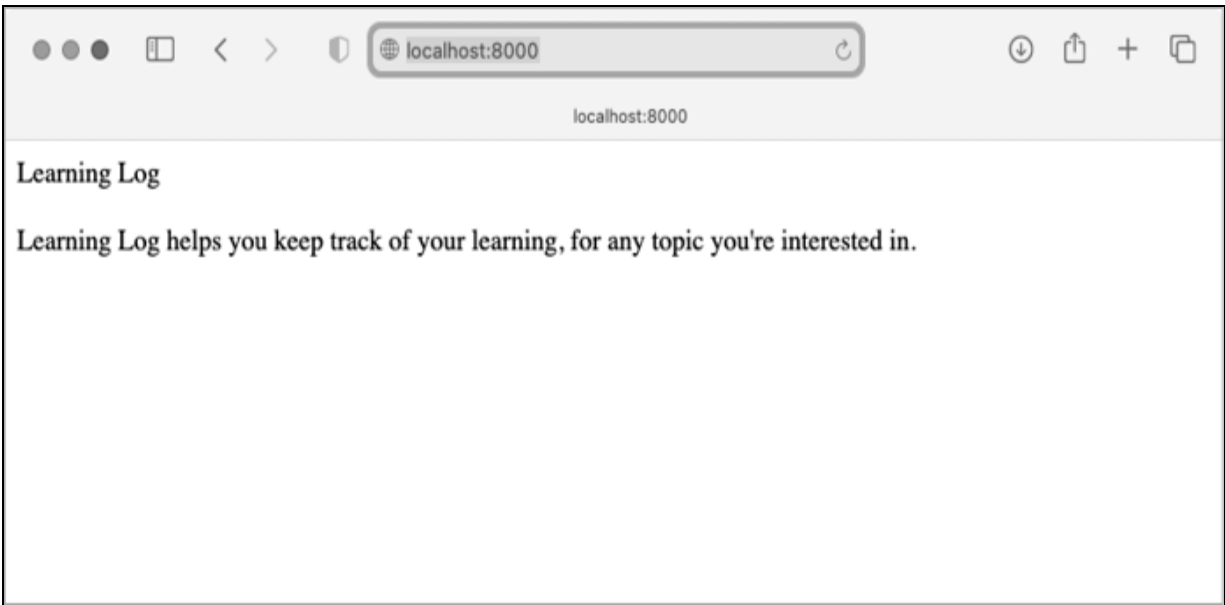 localhost:8000
localhost:8000
Learning Log
Learning Log helps you keep track of your learning, for any topic you're interested in.